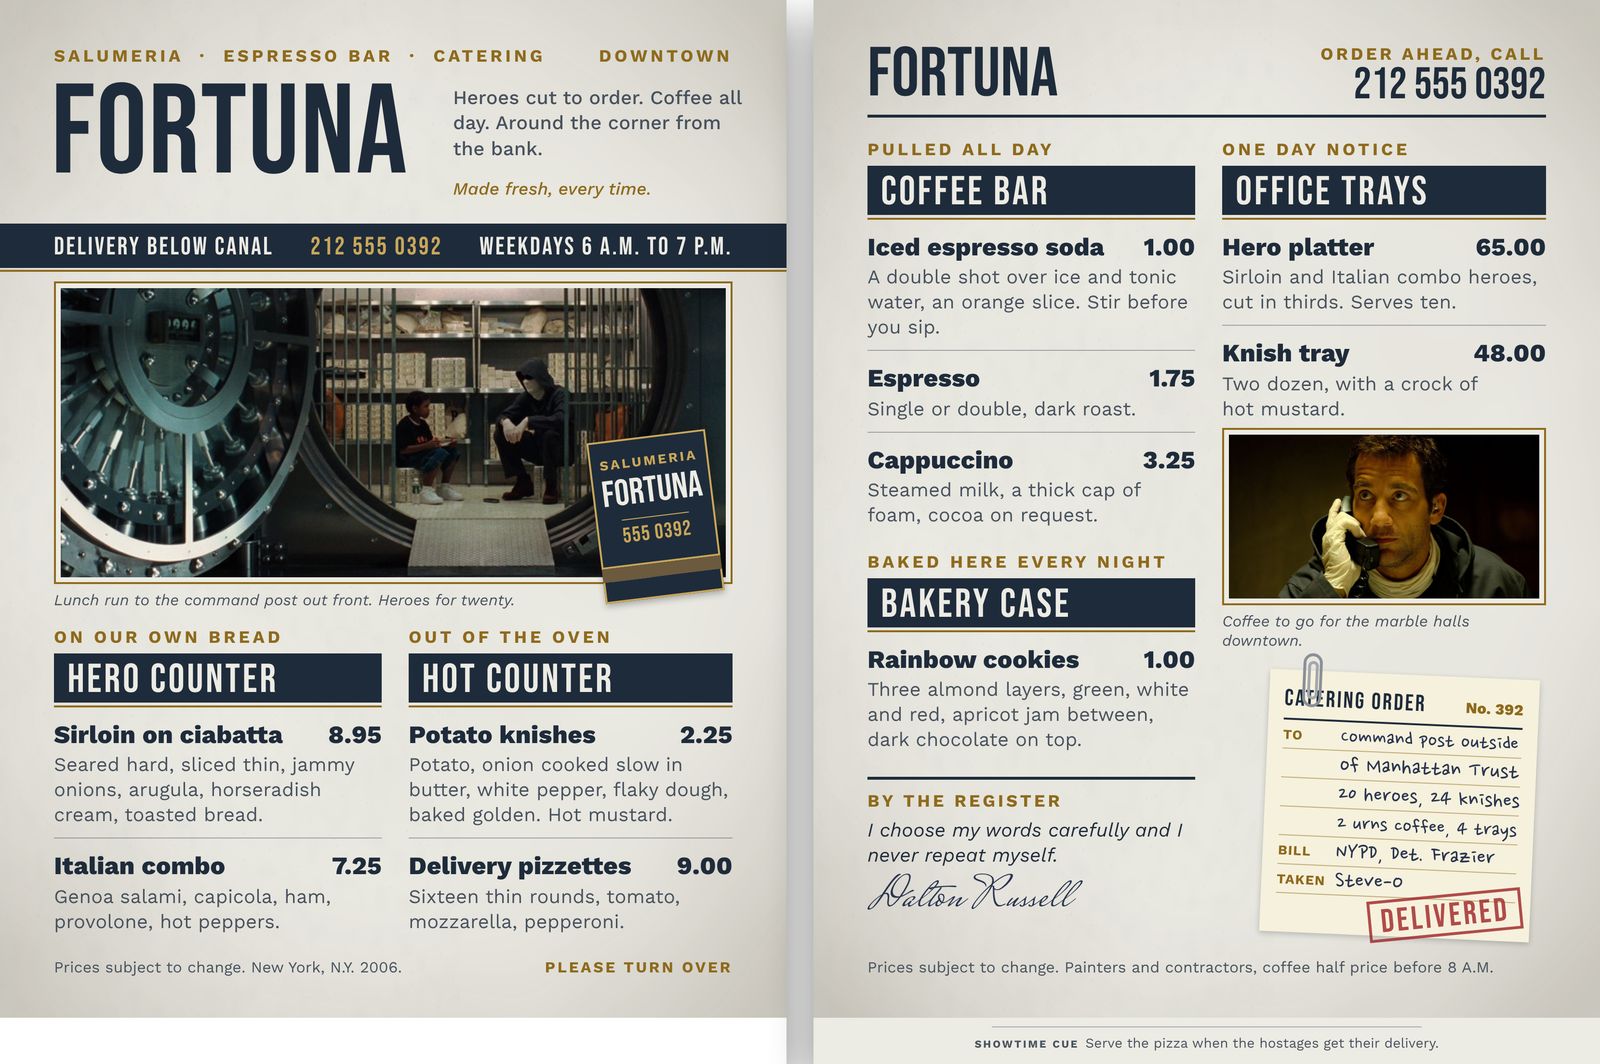 SALUMERIA · ESPRESSO BAR · CATERING DOWNTOWN
FORTUNA
Heroes cut to order. Coffee all
day. Around the corner from
the bank.
Made fresh, every time.
DELIVERY BELOW CANAL 212 555 0392 WEEKDAYS 6 A.M. TO 7 P.M.
SALUMERIA
FORTUNA
555 0392
Lunch run to the command post out front. Heroes for twenty.
ON OUR OWN BREAD
HERO COUNTER
Sirloin on ciabatta 8.95
Seared hard, sliced thin, jammy
onions, arugula, horseradish
cream, toasted bread.
Italian combo 7.25
Genoa salami, capicola, ham,
provolone, hot peppers.
OUT OF THE OVEN
HOT COUNTER
Potato knishes 2.25
Potato, onion cooked slow in
butter, white pepper, flaky dough,
baked golden. Hot mustard.
Delivery pizzettes 9.00
Sixteen thin rounds, tomato,
mozzarella, pepperoni.
Prices subject to change. New York, N.Y. 2006.
PLEASE TURN OVER
FORTUNA
ORDER AHEAD, CALL
212 555 0392
PULLED ALL DAY
COFFEE BAR
Iced espresso soda 1.00
A double shot over ice and tonic
water, an orange slice. Stir before
you sip.
Espresso 1.75
Single or double, dark roast.
Cappuccino 3.25
Steamed milk, a thick cap of
foam, cocoa on request.
BAKED HERE EVERY NIGHT
BAKERY CASE
Rainbow cookies 1.00
Three almond layers, green, white
and red, apricot jam between,
dark chocolate on top.
BY THE REGISTER
I choose my words carefully and I
never repeat myself.
Dalton Russell
ONE DAY NOTICE
OFFICE TRAYS
Hero platter 65.00
Sirloin and Italian combo heroes,
cut in thirds. Serves ten.
Knish tray 48.00
Two dozen, with a crock of
hot mustard.
Coffee to go for the marble halls
downtown.
CATERING ORDER No. 392
TO command post outside
of Manhattan Trust
20 heroes, 24 knishes
2 urns coffee, 4 trays
BILL NYPD, Det. Frazier
TAKEN Steve-O
DELIVERED
Prices subject to change. Painters and contractors, coffee half price before 8 A.M.
SHOWTIME CUE Serve the pizza when the hostages get their delivery.